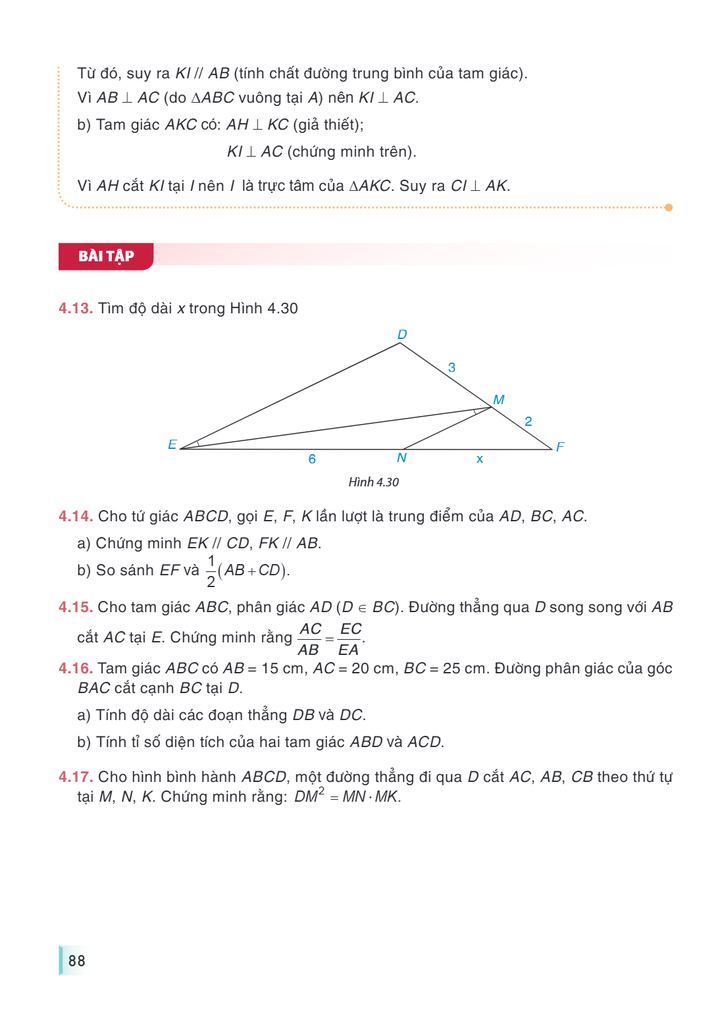 Từ đó, suy ra KI // AB (tính chất đường trung bình của tam giác).
Vì AB ⊥ AC (do ΔABC vuông tại A) nên KI ⊥ AC.
b) Tam giác AKC có: AH ⊥ KC (giả thiết);
KI ⊥ AC (chứng minh trên).
Vì AH cắt KI tại I nên I là trực tâm của ΔAKC. Suy ra CI ⊥ AK.
BÀI TẬP
4.13. Tìm độ dài x trong Hình 4.30
D
3
M
2
E
F
6
N
x
Hình 4.30
4.14. Cho tứ giác ABCD, gọi E, F, K lần lượt là trung điểm của AD, BC, AC.
a) Chứng minh EK // CD, FK // AB.
b) So sánh EF và 1/2 (AB + CD).
4.15. Cho tam giác ABC, phân giác AD (D ∈ BC). Đường thẳng qua D song song với AB
cắt AC tại E. Chứng minh rằng AC/AB = EC/EA.
4.16. Tam giác ABC có AB = 15 cm, AC = 20 cm, BC = 25 cm. Đường phân giác của góc
BAC cắt cạnh BC tại D.
a) Tính độ dài các đoạn thẳng DB và DC.
b) Tính tỉ số diện tích của hai tam giác ABD và ACD.
4.17. Cho hình bình hành ABCD, một đường thẳng đi qua D cắt AC, AB, CB theo thứ tự
tại M, N, K. Chứng minh rằng: DM² = MN · MK.
88